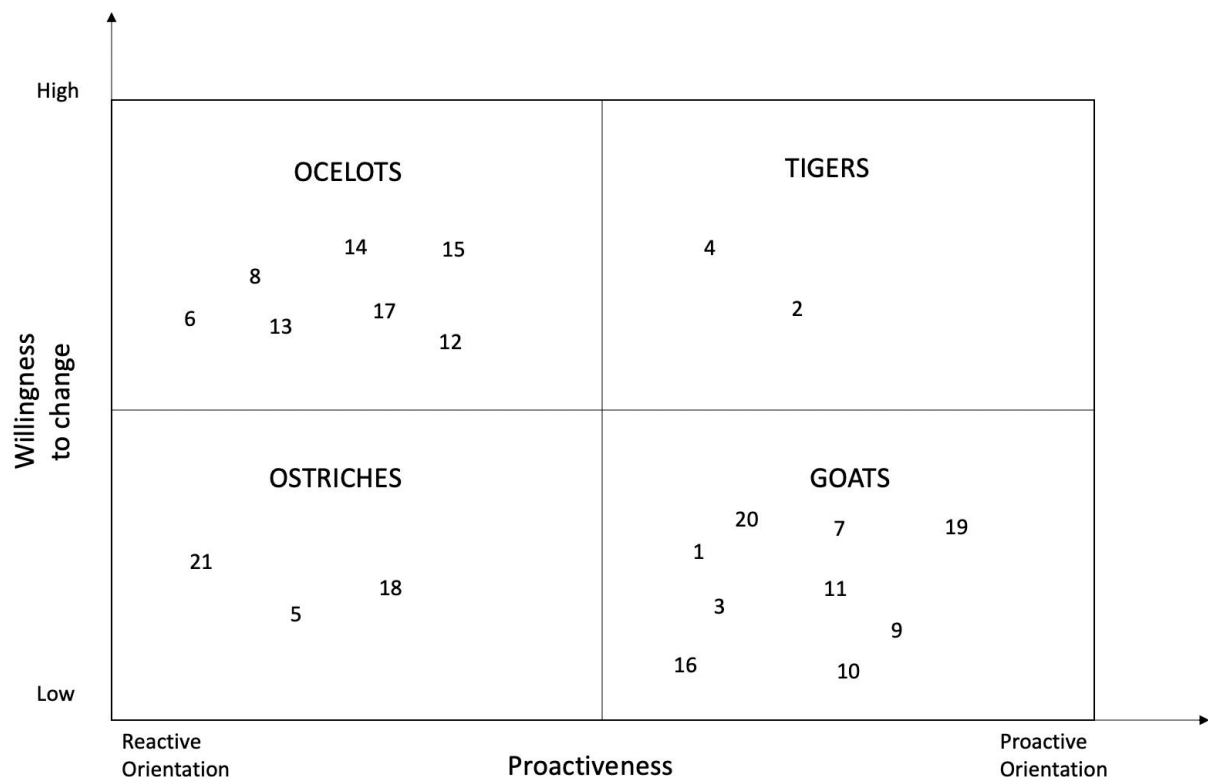 High
OCELOTS
TIGERS
14
15
4
8
2
6
13
17
12
Willingness
to change
OSTRICHES
GOATS
20
7
19
1
21
18
11
5
3
9
16
10
Low
Reactive
Orientation
Proactiveness
Proactive
Orientation